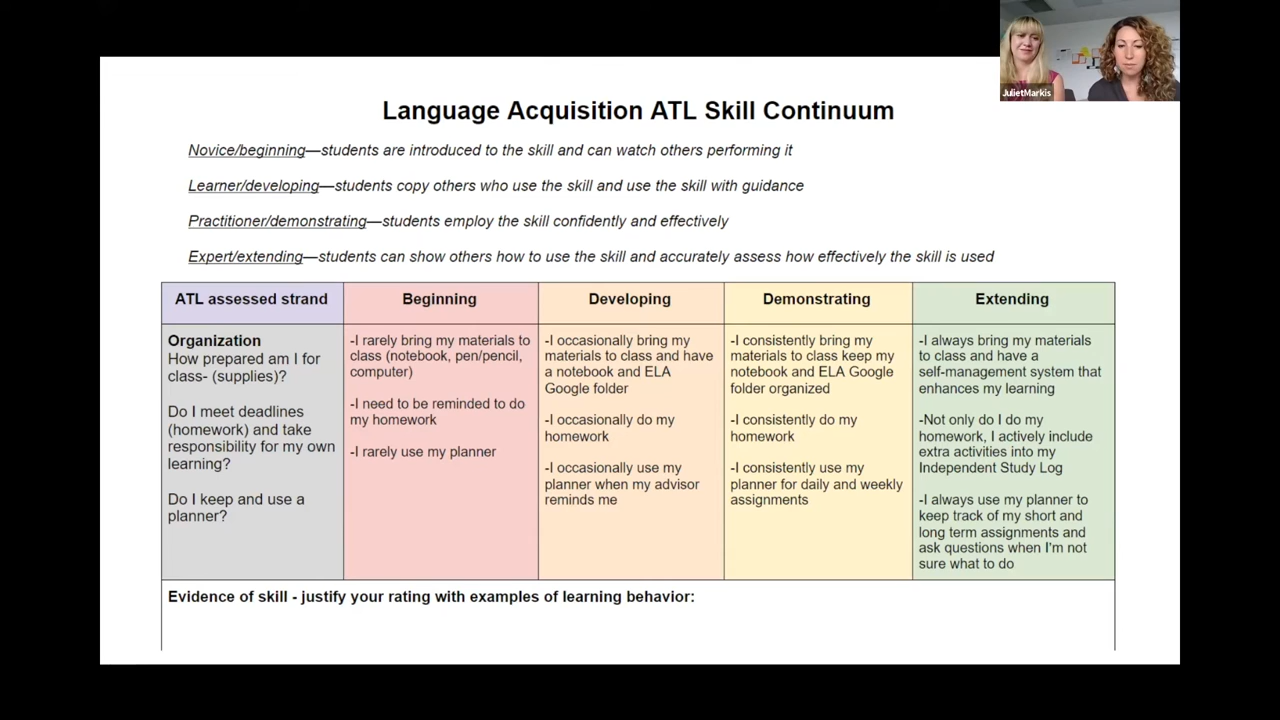 JulietMarkis
Language Acquisition ATL Skill Continuum
Novice/beginning—students are introduced to the skill and can watch others performing it
Learner/developing—students copy others who use the skill and use the skill with guidance
Practitioner/demonstrating—students employ the skill confidently and effectively
Expert/extending—students can show others how to use the skill and accurately assess how effectively the skill is used
ATL assessed strand
Beginning
Developing
Demonstrating
Extending
Organization
How prepared am I for
class- (supplies)?
Do I meet deadlines
(homework) and take
responsibility for my own
learning?
Do I keep and use a
planner?
-I rarely bring my materials to
class (notebook, pen/pencil,
computer)
-I need to be reminded to do
my homework
-I rarely use my planner
-I occasionally bring my
materials to class and have
a notebook and ELA
Google folder
-I occasionally do my
homework
-I occasionally use my
planner when my advisor
reminds me
-I consistently bring my
materials to class keep my
notebook and ELA Google
folder organized
-I consistently do my
homework
-I consistently use my
planner for daily and weekly
assignments
-I always bring my materials
to class and have a
self-management system that
enhances my learning
-Not only do I do my
homework, I actively include
extra activities into my
Independent Study Log
-I always use my planner to
keep track of my short and
long term assignments and
ask questions when I'm not
sure what to do
Evidence of skill - justify your rating with examples of learning behavior: